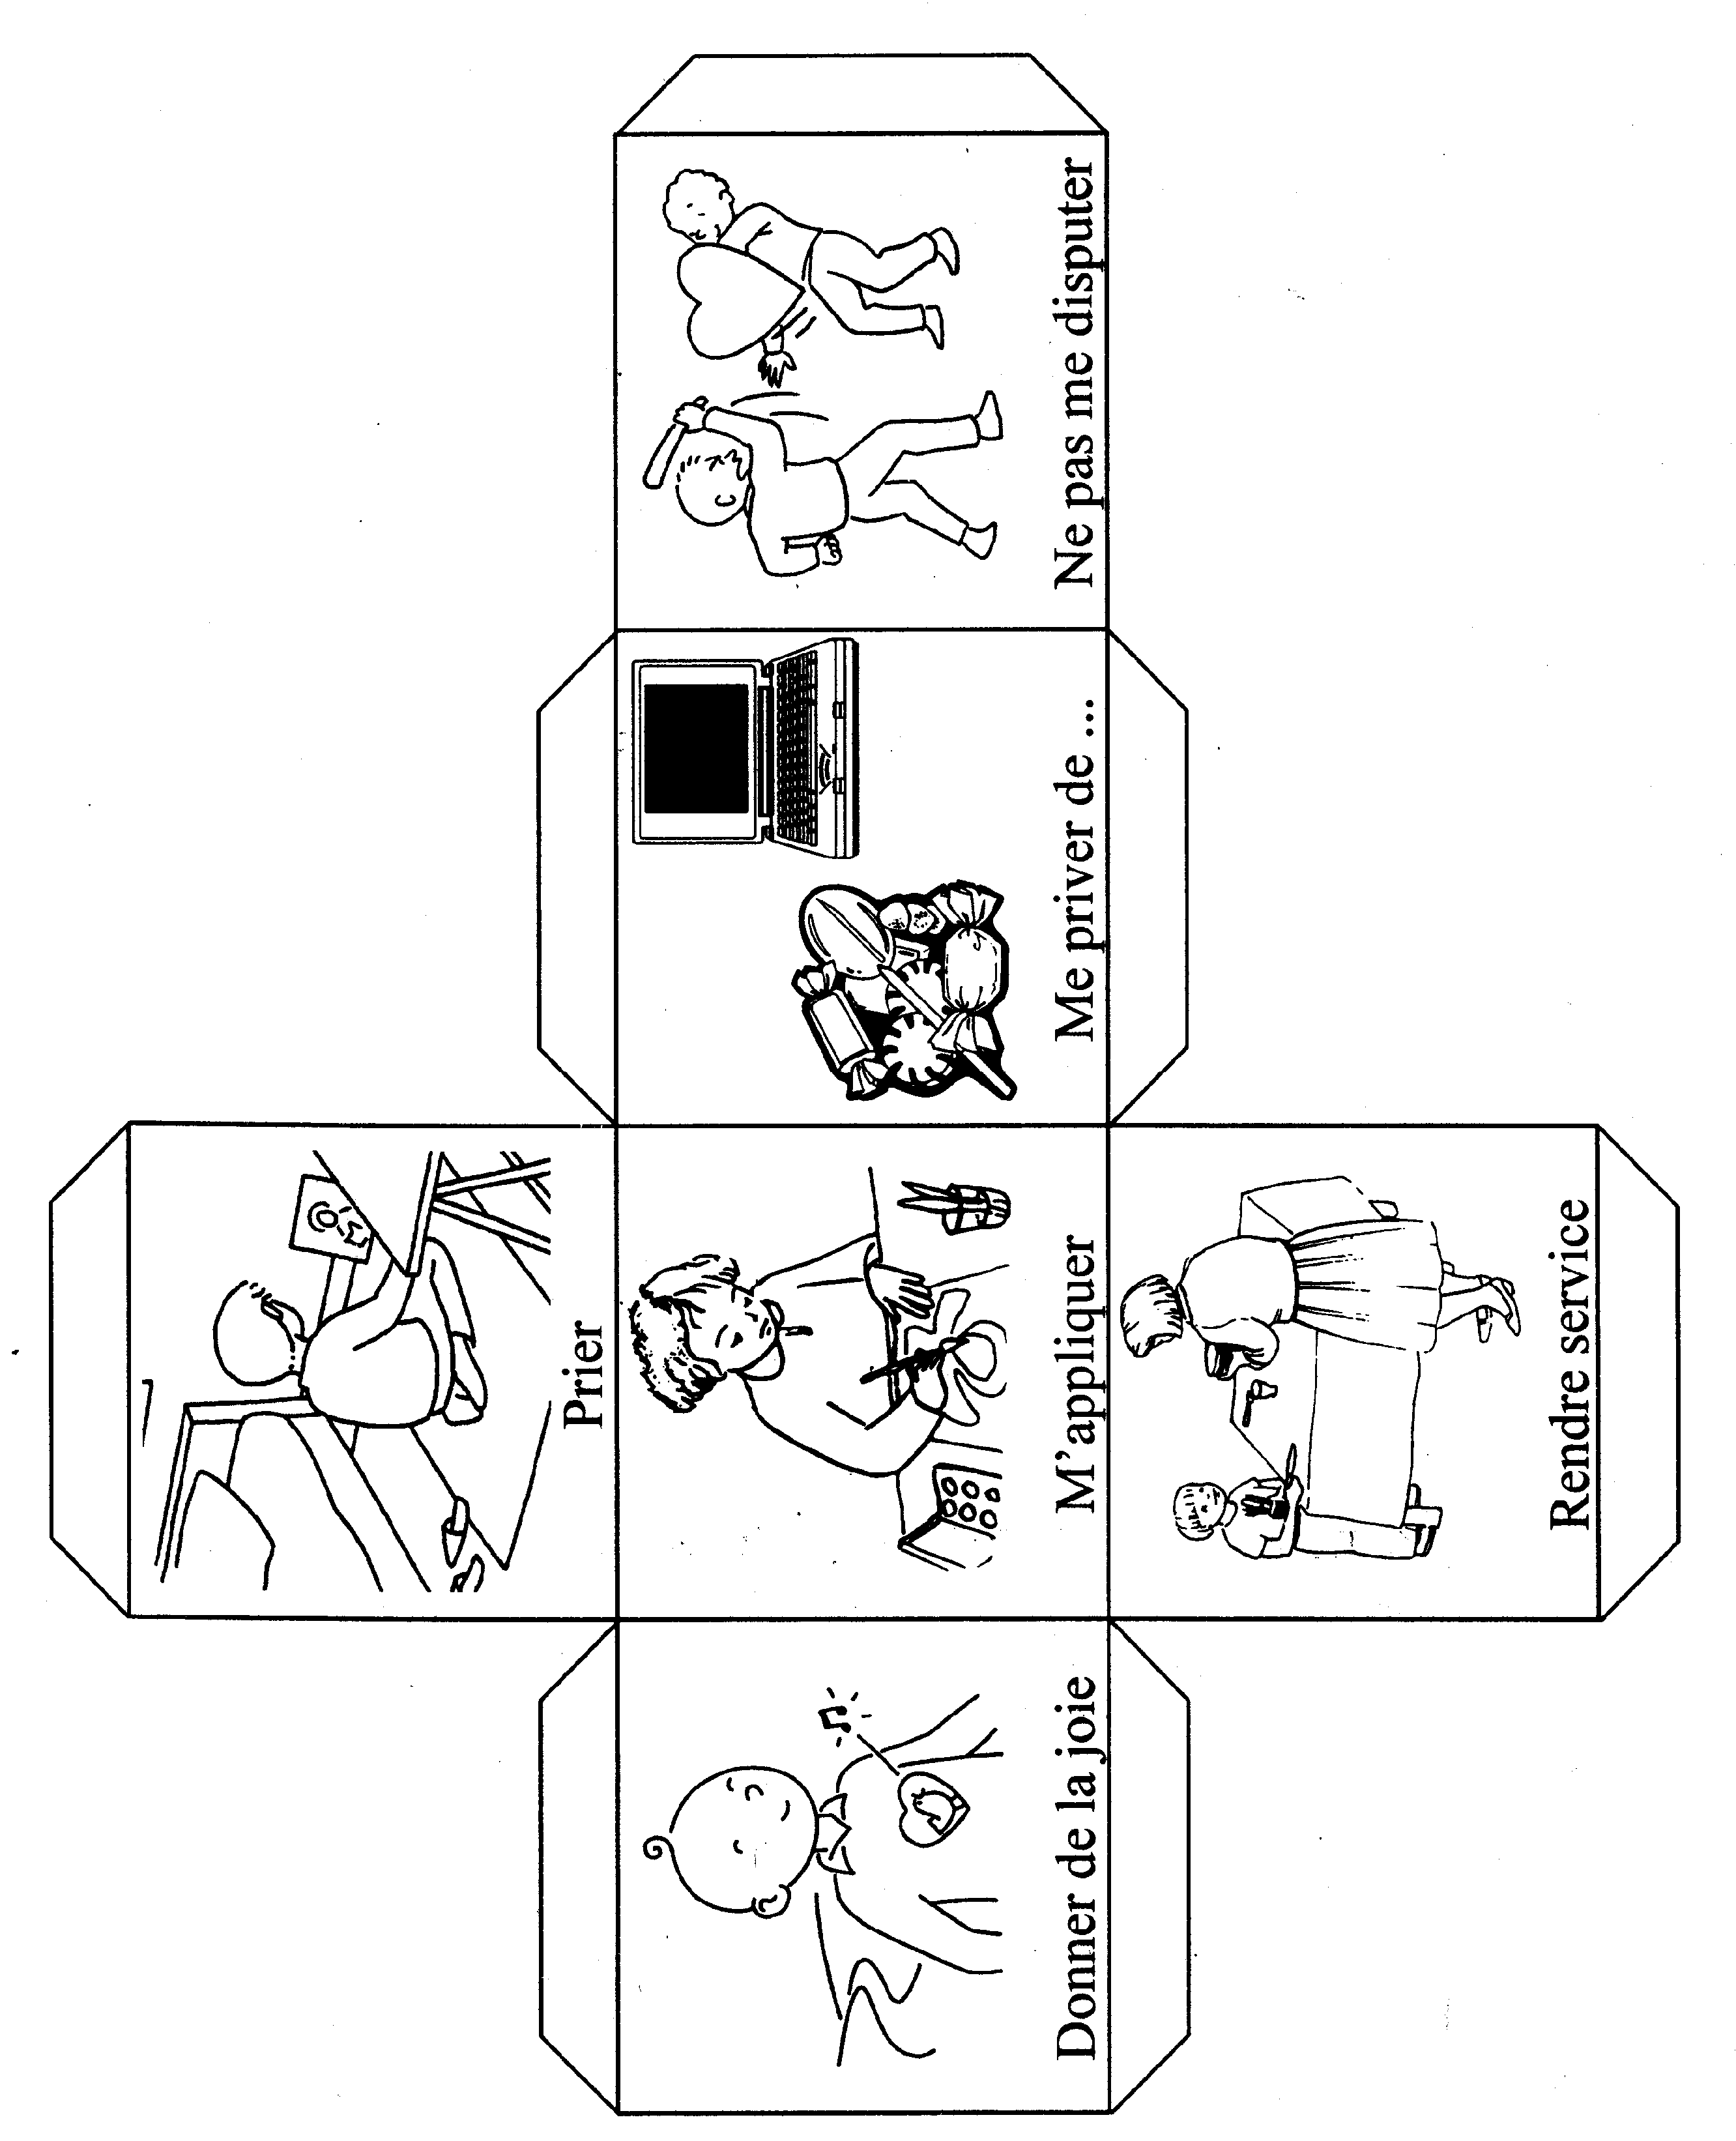 Prier
Donner de la joie
M'appliquer
Me priver de ...
Ne pas me disputer
Rendre service